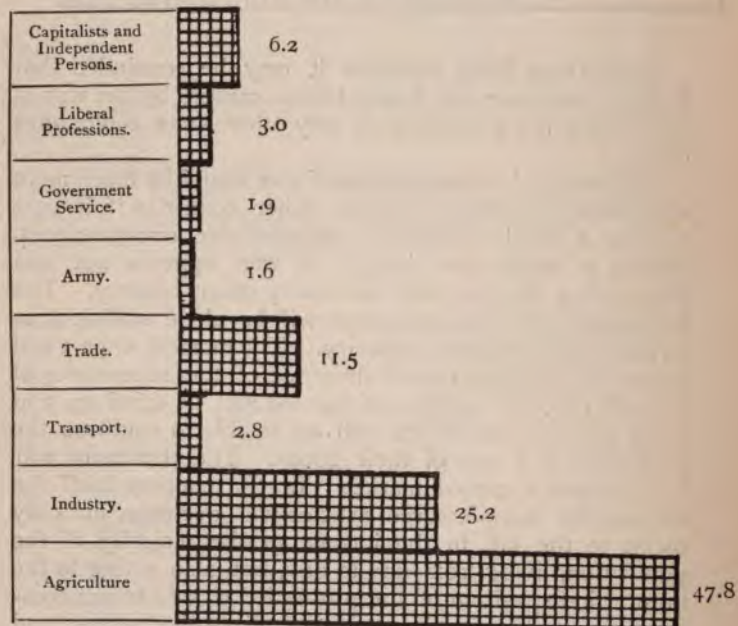 Capitalists and
Independent
Persons.
6.2
Liberal
Professions.
3.0
Government
Service.
1.9
Army.
1.6
Trade.
11.5
Transport.
2.8
Industry.
25.2
Agriculture
47.8